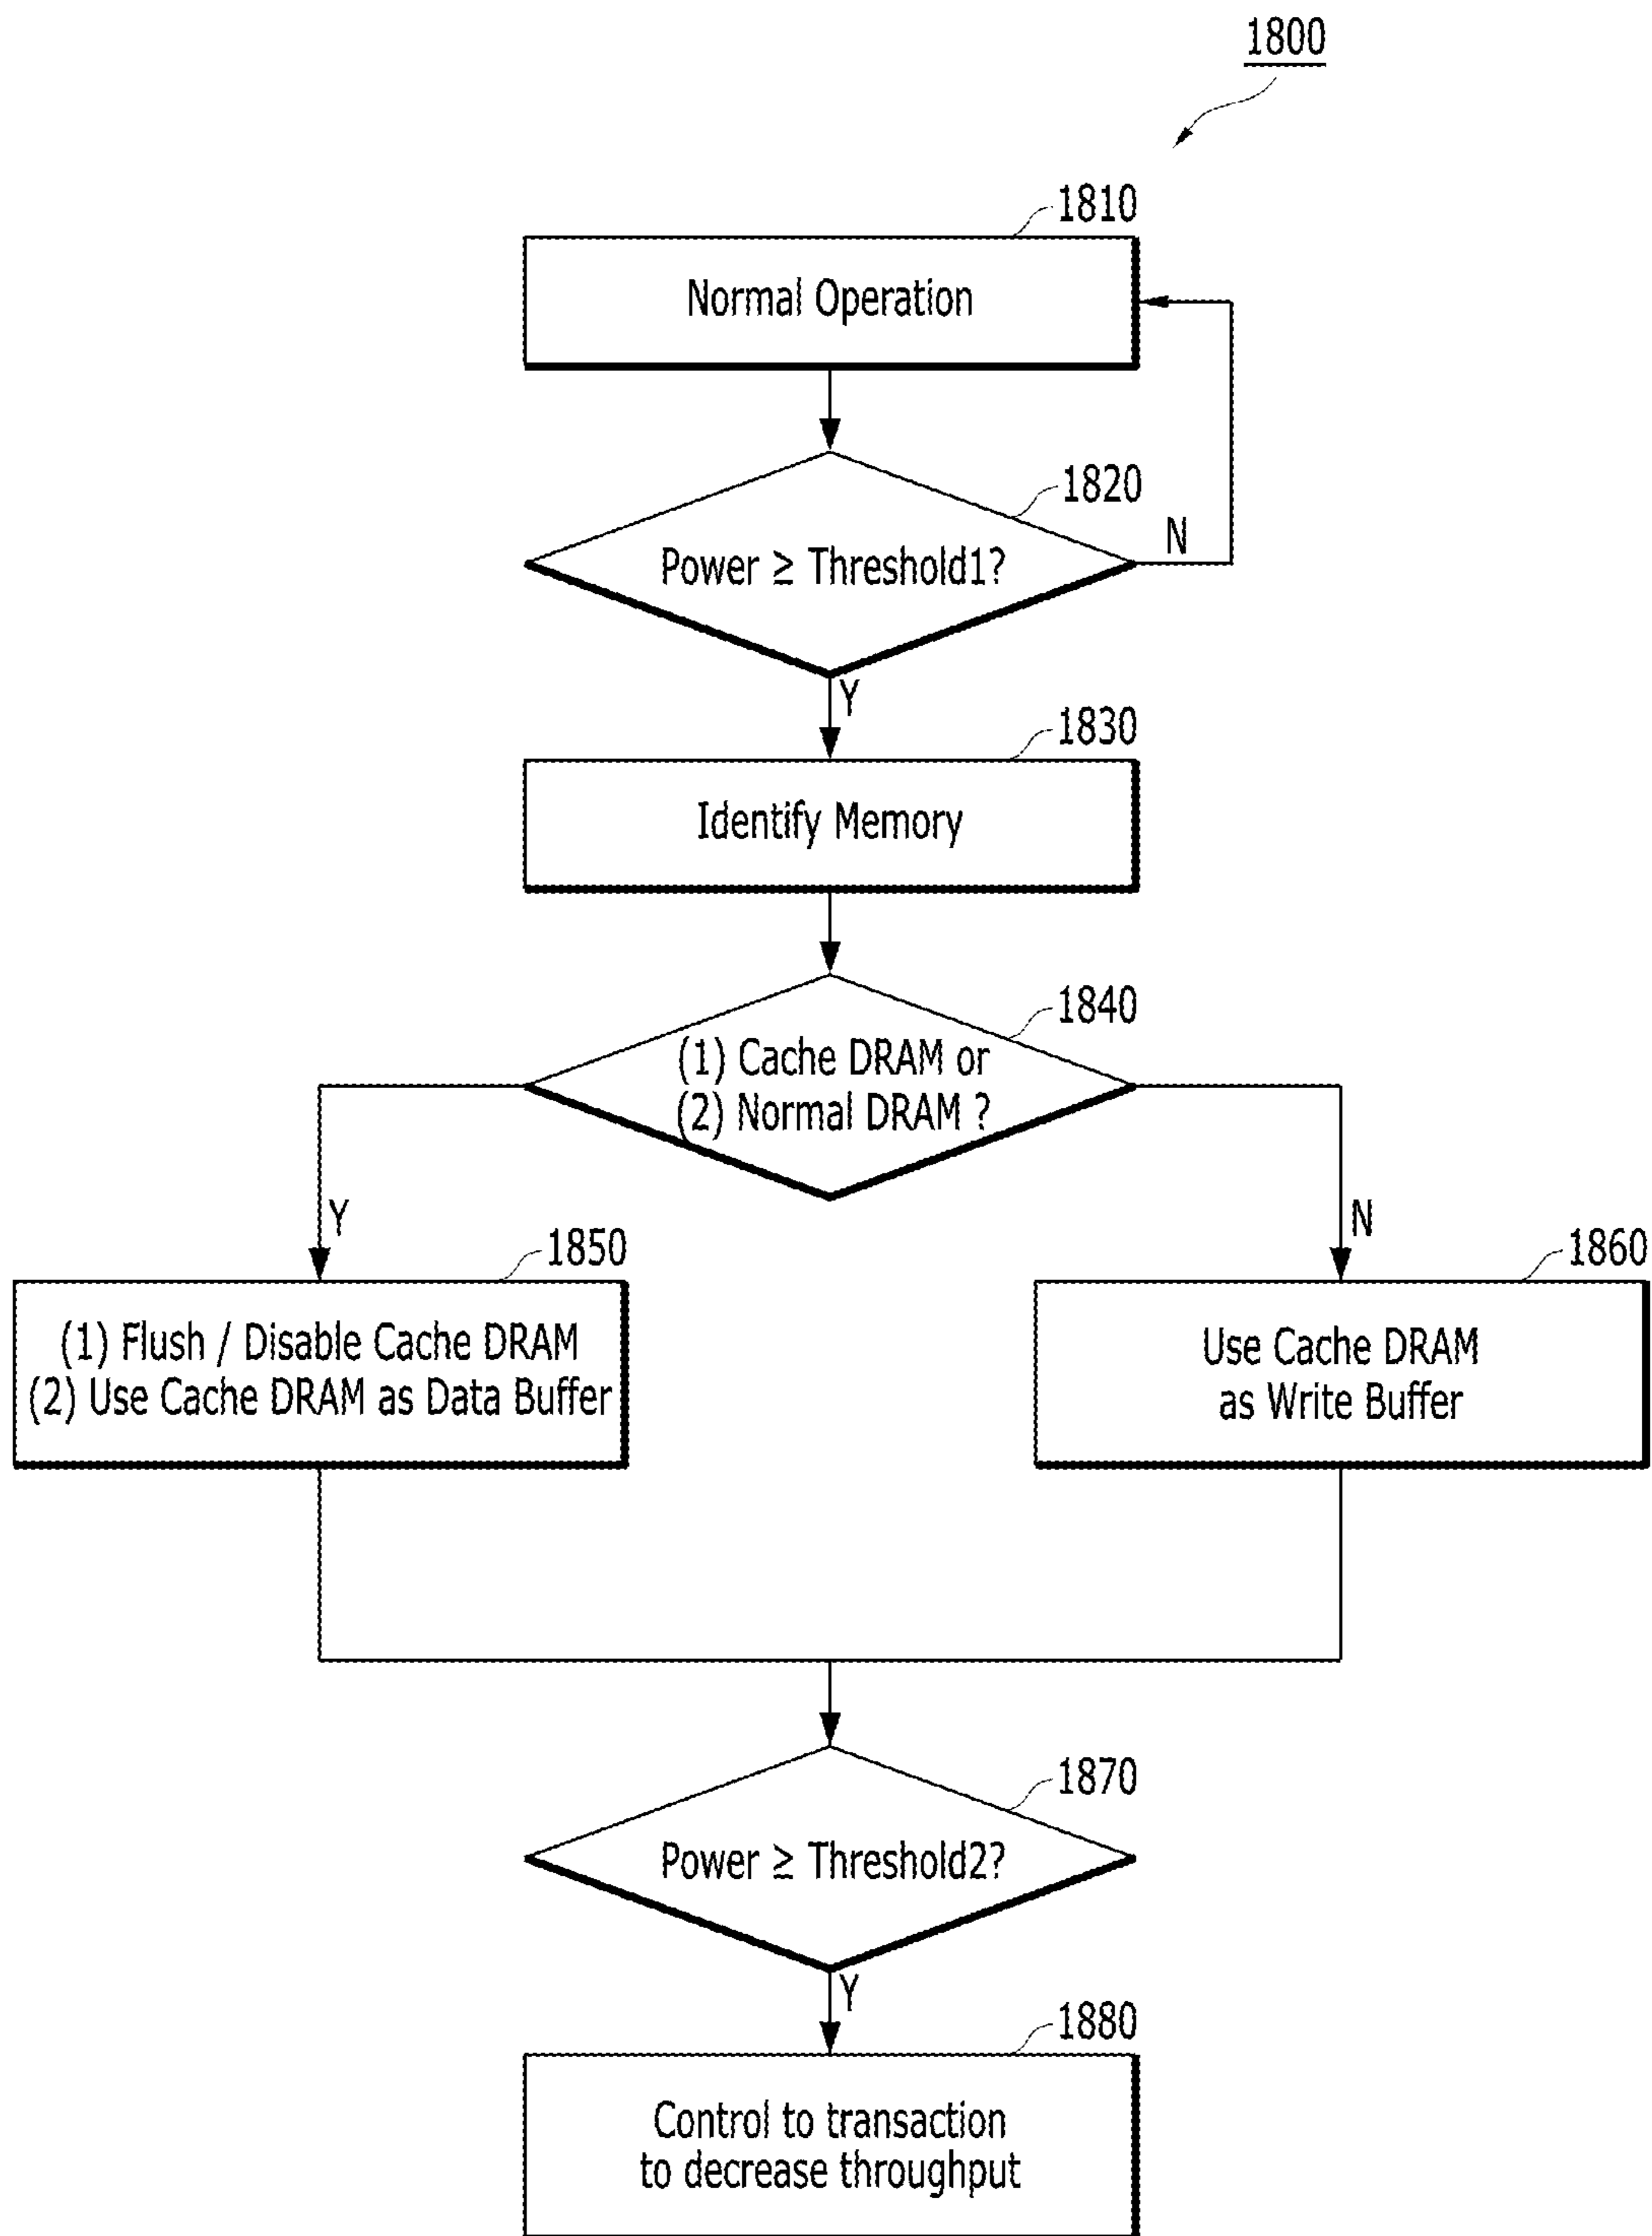 1800
1810
Normal Operation
1820
Power ≥ Threshold1?
N
Y
1830
Identify Memory
1840
(1) Cache DRAM or
(2) Normal DRAM ?
Y
N
1850
1860
(1) Flush / Disable Cache DRAM
(2) Use Cache DRAM as Data Buffer
Use Cache DRAM
as Write Buffer
1870
Power ≥ Threshold2?
Y
1880
Control to transaction
to decrease throughput